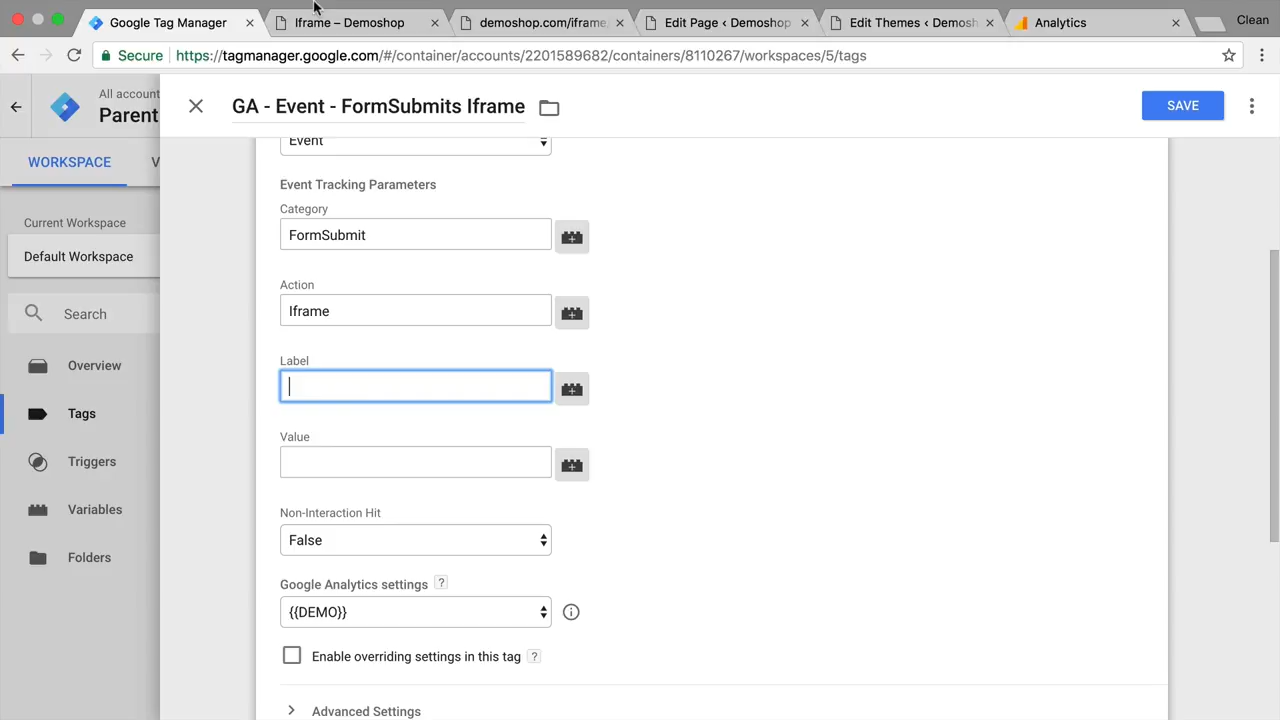 Google Tag Manager
Iframe – Demoshop
demoshop.com/iframe
Edit Page ‹ Demoshop
Edit Themes ‹ Demosh
Analytics
Clean
Secure
https://tagmanager.google.com/#/container/accounts/2201589682/containers/8110267/workspaces/5/tags
All account
Parent
GA - Event - FormSubmits Iframe
SAVE
WORKSPACE
V
Current Workspace
Default Workspace
Search
Overview
Tags
Triggers
Variables
Folders
Event
Event Tracking Parameters
Category
FormSubmit
Action
Iframe
Label
Value
Non-Interaction Hit
False
Google Analytics settings ?
{{DEMO}}
Enable overriding settings in this tag ?
Advanced Settings